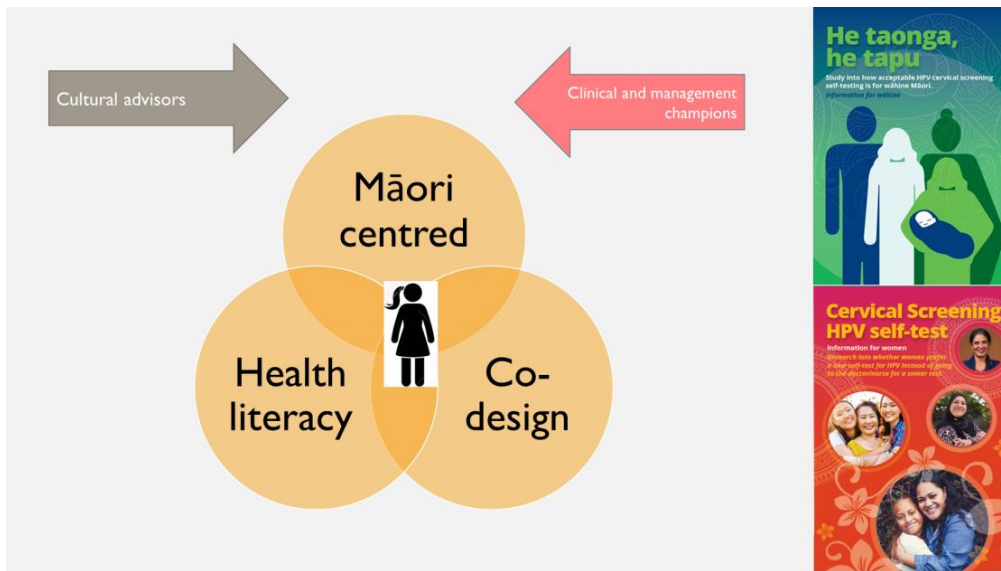 Cultural advisors
Clinical and management
champions
Māori
centred
Health
literacy
Co-
design
He taonga,
he tapu
Study into how acceptable HPV cervical screening
self-testing is for wāhine Māori.
Information for wāhine
Cervical Screening
HPV self-test
Information for women
Research into whether women prefer
a new self-test for HPV instead of going
to the doctor/nurse for a smear test.